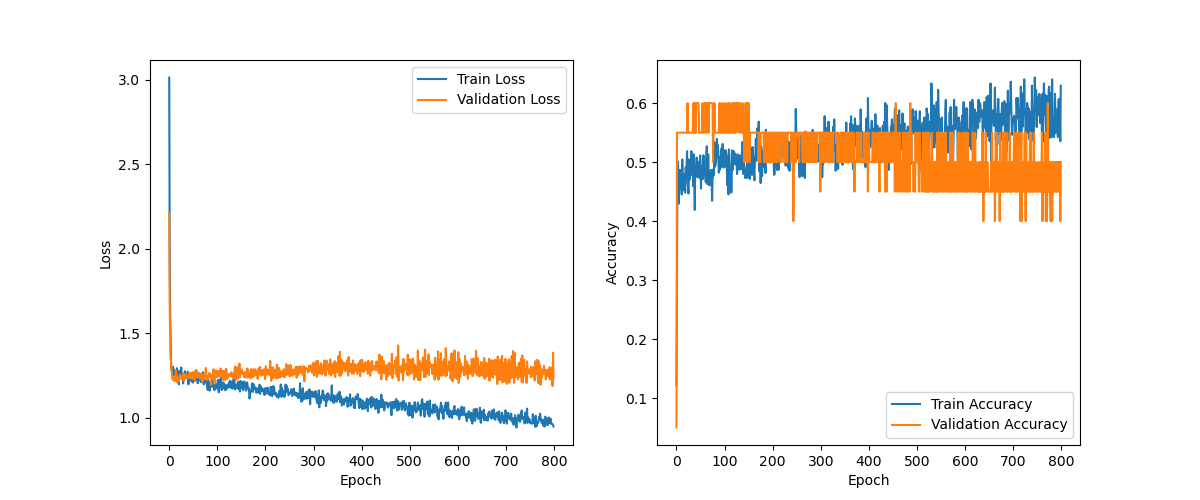 3.0
2.5
2.0
1.5
1.0
Loss
0 100 200 300 400 500 600 700 800
Epoch
Train Loss
Validation Loss
0.6
0.5
0.4
0.3
0.2
0.1
Accuracy
0 100 200 300 400 500 600 700 800
Epoch
Train Accuracy
Validation Accuracy